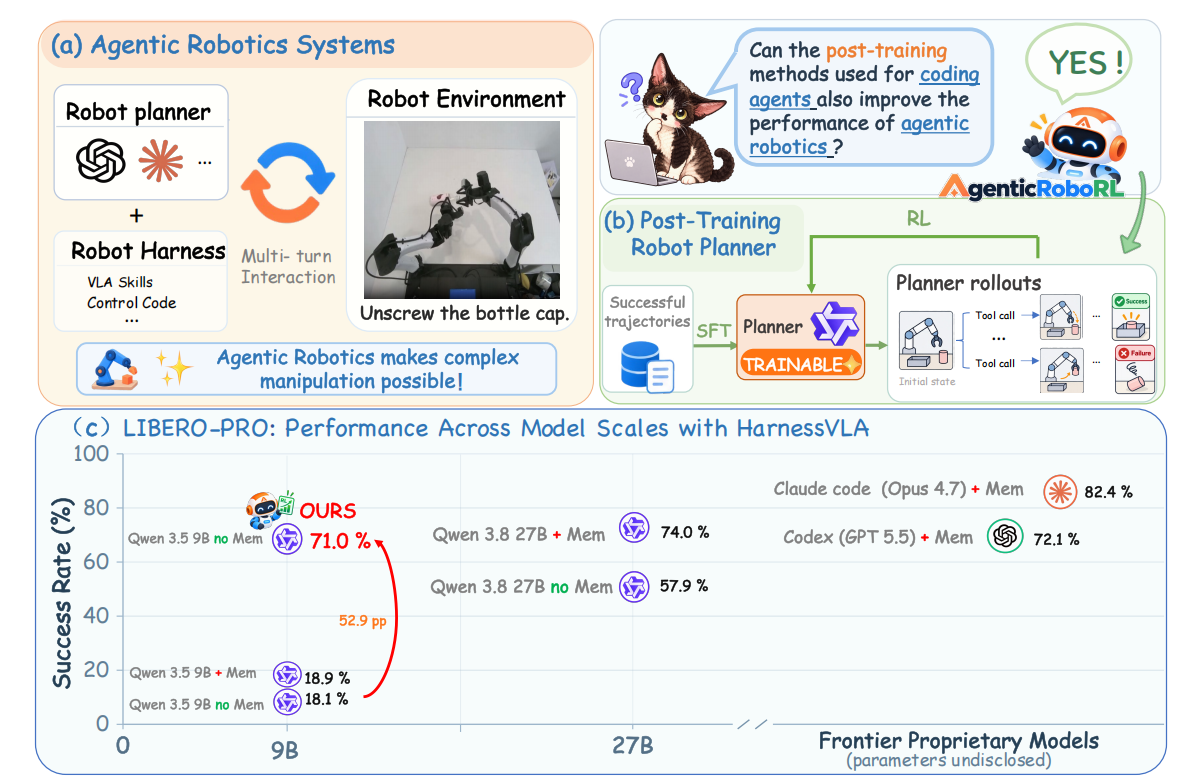 (a) Agentic Robotics Systems
Robot planner
...
+
Robot Harness
VLA Skills
Control Code
...
Multi- turn
Interaction
Robot Environment
Unscrew the bottle cap.
Agentic Robotics makes complex
manipulation possible!
?
Can the post-training
methods used for coding
agents also improve the
performance of agentic
robotics ?
YES !
AgenticRoboRL
(b) Post-Training
Robot Planner
RL
Successful
trajectories
SFT
Planner
TRAINABLE
Planner rollouts
Initial state
Tool call
...
Tool call
...
...
Success
Failure
(c) LIBERO-PRO: Performance Across Model Scales with HarnessVLA
Success Rate (%)
100
80
60
40
20
0
OURS
Qwen 3.5 9B no Mem
71.0 %
52.9 pp
Qwen 3.5 9B + Mem
18.9 %
Qwen 3.5 9B no Mem
18.1 %
Qwen 3.8 27B + Mem
74.0 %
Qwen 3.8 27B no Mem
57.9 %
Claude code (Opus 4.7) + Mem
82.4 %
Codex (GPT 5.5) + Mem
72.1 %
0
9B
27B
Frontier Proprietary Models
(parameters undisclosed)